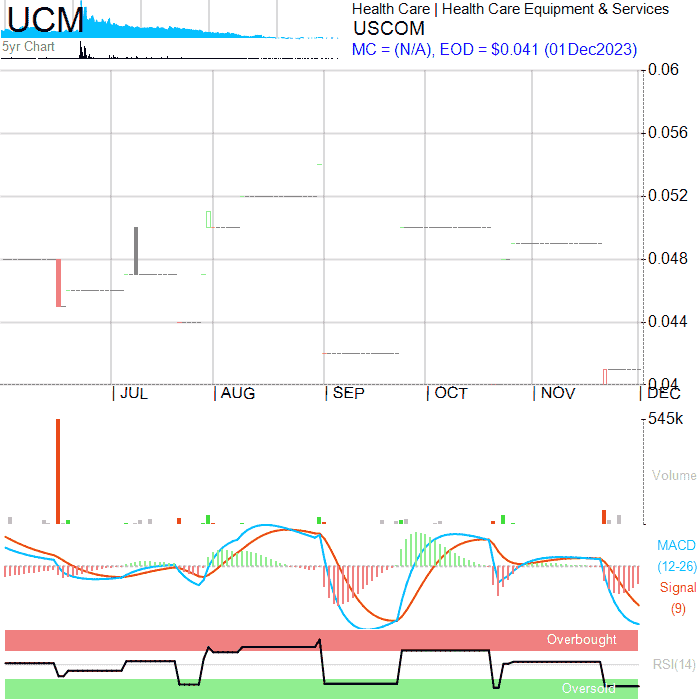 UCM
Health Care | Health Care Equipment & Services
USCOM
5yr Chart
MC = (N/A), EOD = $0.041 (01Dec2023)
0.06
0.056
0.052
0.048
0.044
0.04
JUL AUG SEP OCT NOV DEC
545k
Volume
MACD
(12-26)
Signal
(9)
Overbought
RSI(14)
Oversold